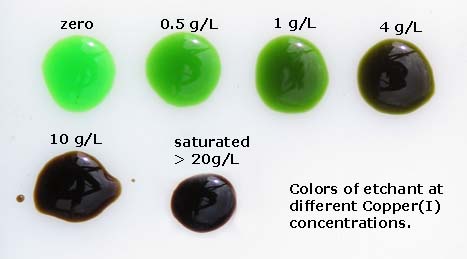 zero
0.5 g/L
1 g/L
4 g/L
10 g/L
saturated
> 20g/L
Colors of etchant at
different Copper(I)
concentrations.